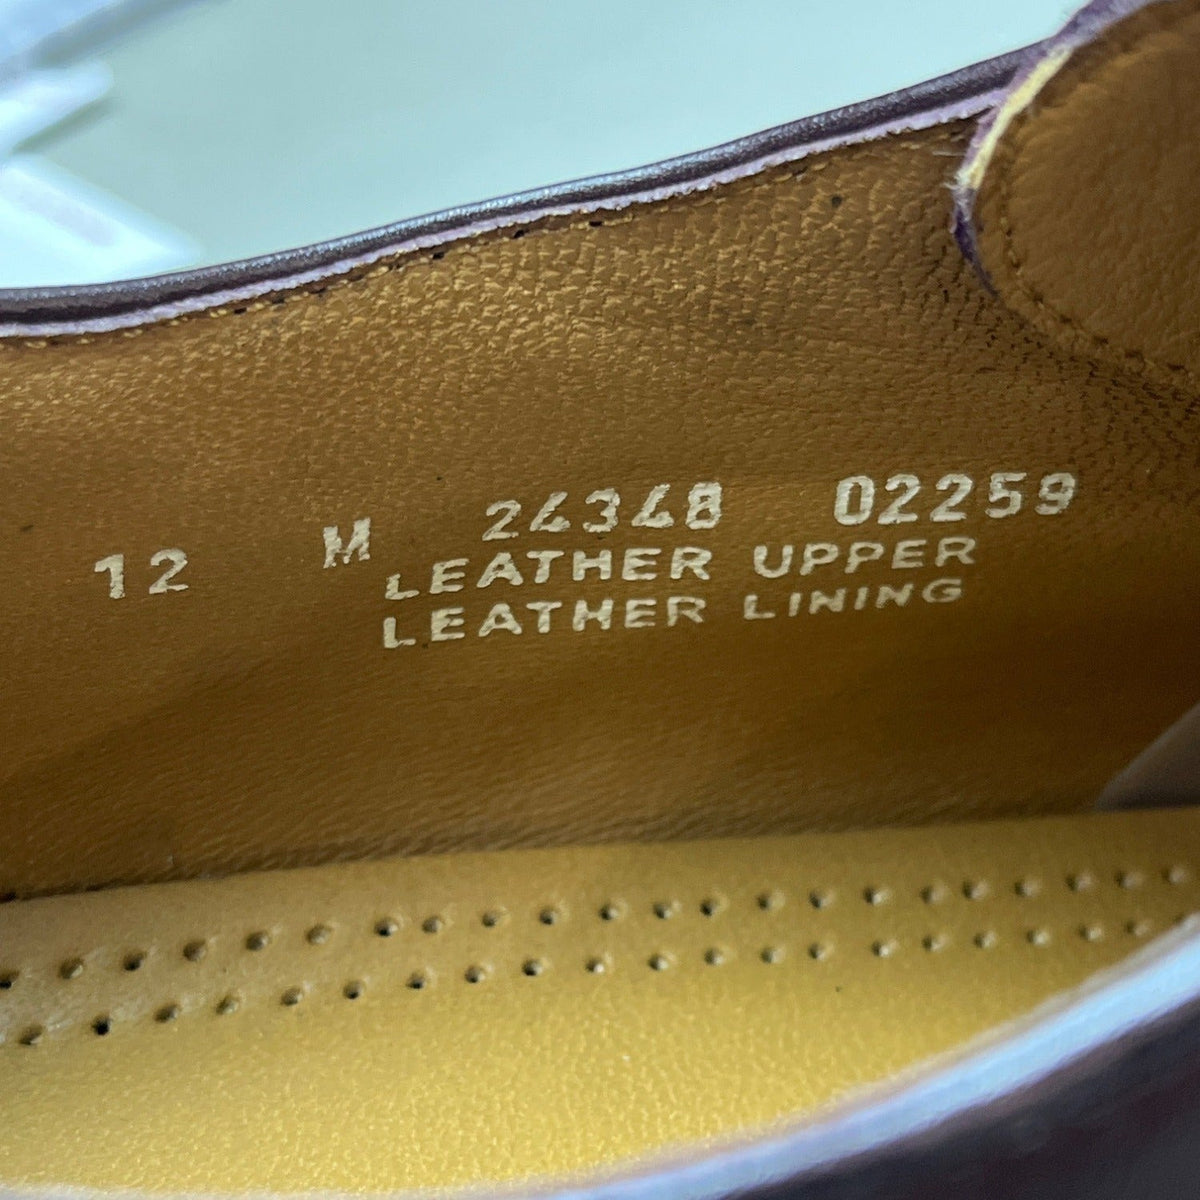 12 M 24348 02259
LEATHER UPPER
LEATHER LINING